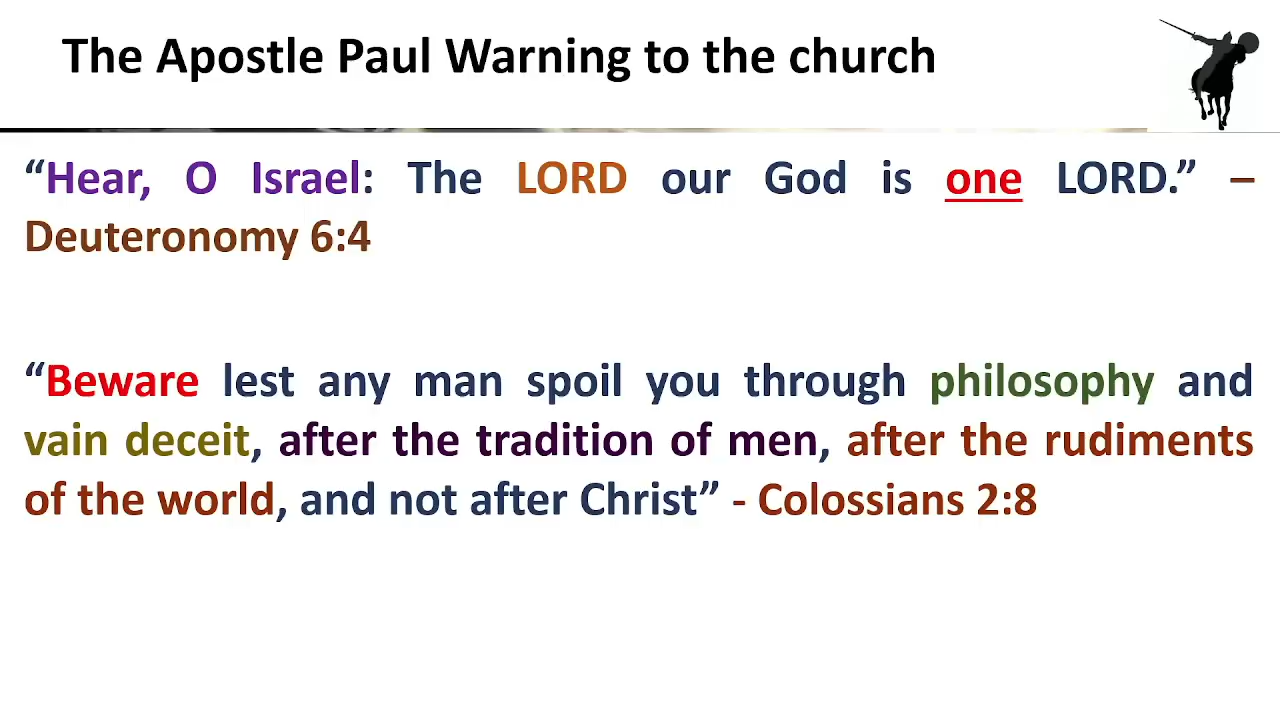 The Apostle Paul Warning to the church
“Hear, O Israel: The LORD our God is one LORD.” –
Deuteronomy 6:4
“Beware lest any man spoil you through philosophy and
vain deceit, after the tradition of men, after the rudiments
of the world, and not after Christ” - Colossians 2:8